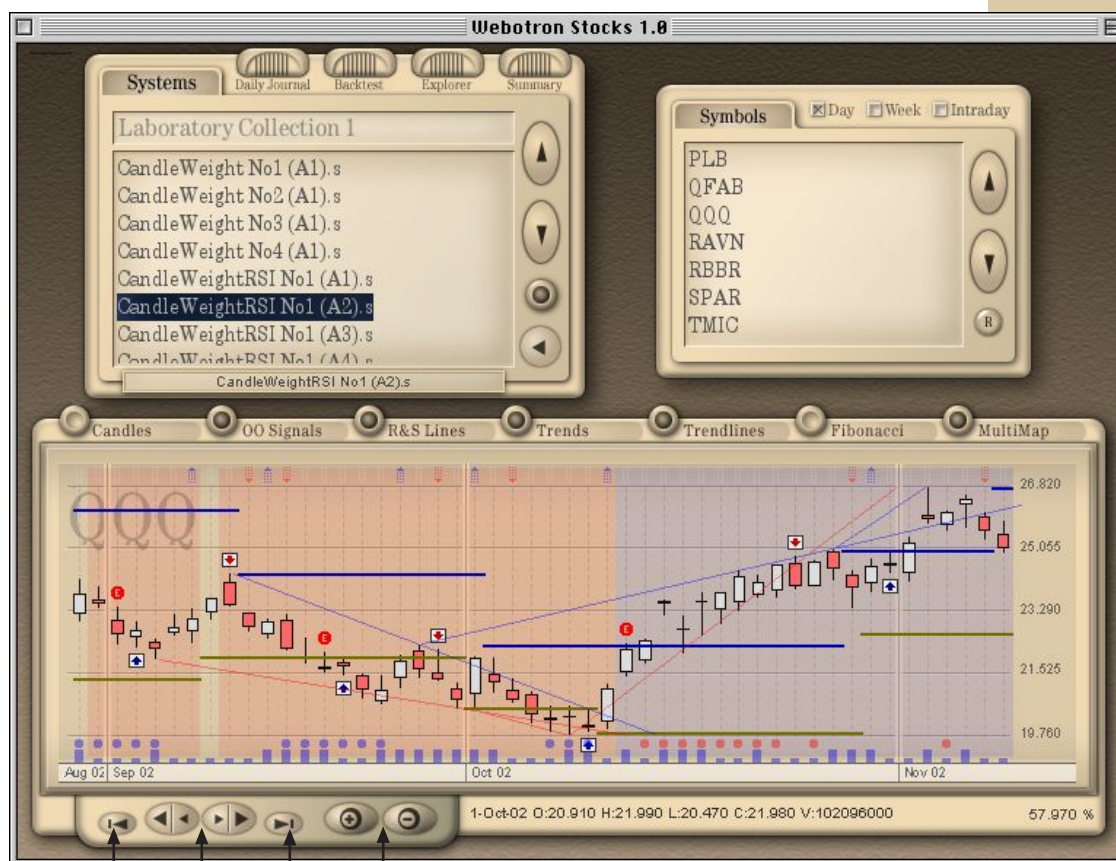 Webotron Stocks 1.0
Systems
Daily Journal
Backtest
Explorer
Summary
Laboratory Collection 1
CandleWeight No1 (A1).s
CandleWeight No2 (A1).s
CandleWeight No3 (A1).s
CandleWeight No4 (A1).s
CandleWeightRSI No1 (A1).s
CandleWeightRSI No1 (A2).s
CandleWeightRSI No1 (A3).s
CandleWeightRSI No1 (A4).s
CandleWeightRSI No1 (A2).s
Symbols
Day
Week
Intraday
PLB
QFAB
QQQ
RAVN
RBBR
SPAR
TMIC
R
Candles
OO Signals
R&S Lines
Trends
Trendlines
Fibonacci
MultiMap
QQQ
26.820
25.055
23.290
21.525
19.760
E
E
E
Aug 02
Sep 02
Oct 02
Nov 02
1-Oct-02 O:20.910 H:21.990 L:20.470 C:21.980 V:102096000
57.970 %